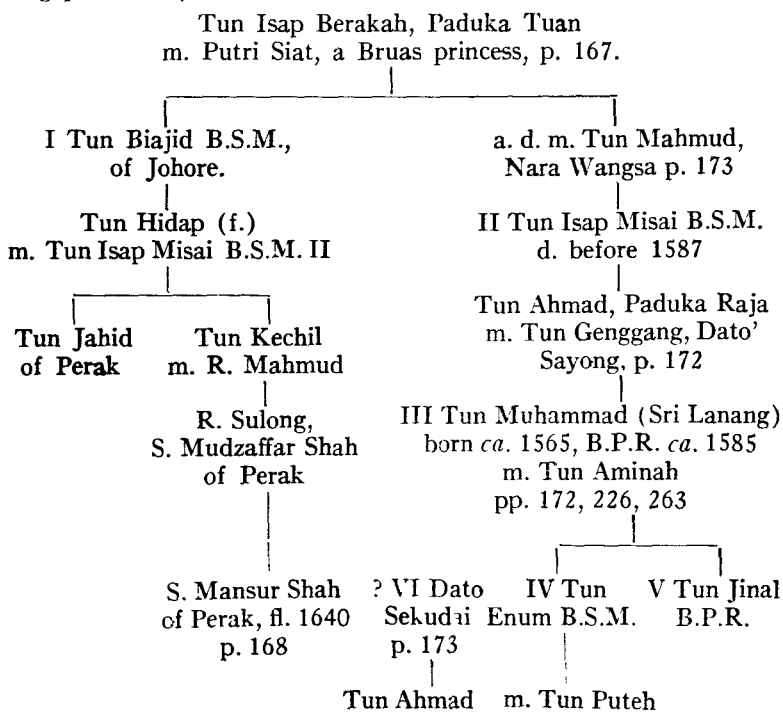 Tun Isap Berakah, Paduka Tuan
m. Putri Siat, a Bruas princess, p. 167.
I Tun Biajid B.S.M.,
of Johore.
a. d. m. Tun Mahmud,
Nara Wangsa p. 173
Tun Hidap (f.)
m. Tun Isap Misai B.S.M. II
II Tun Isap Misai B.S.M.
d. before 1587
Tun Jahid
of Perak
Tun Kechil
m. R. Mahmud
Tun Ahmad, Paduka Raja
m. Tun Genggang, Dato'
Sayong, p. 172
R. Sulong,
S. Mudzaffar Shah
of Perak
III Tun Muhammad (Sri Lanang)
born ca. 1565, B.P.R. ca. 1585
m. Tun Aminah
pp. 172, 226, 263
S. Mansur Shah
of Perak, fl. 1640
p. 168
? VI Dato
Sekudai
p. 173
IV Tun
Enum B.S.M.
V Tun Jinal
B.P.R.
Tun Ahmad
m. Tun Puteh